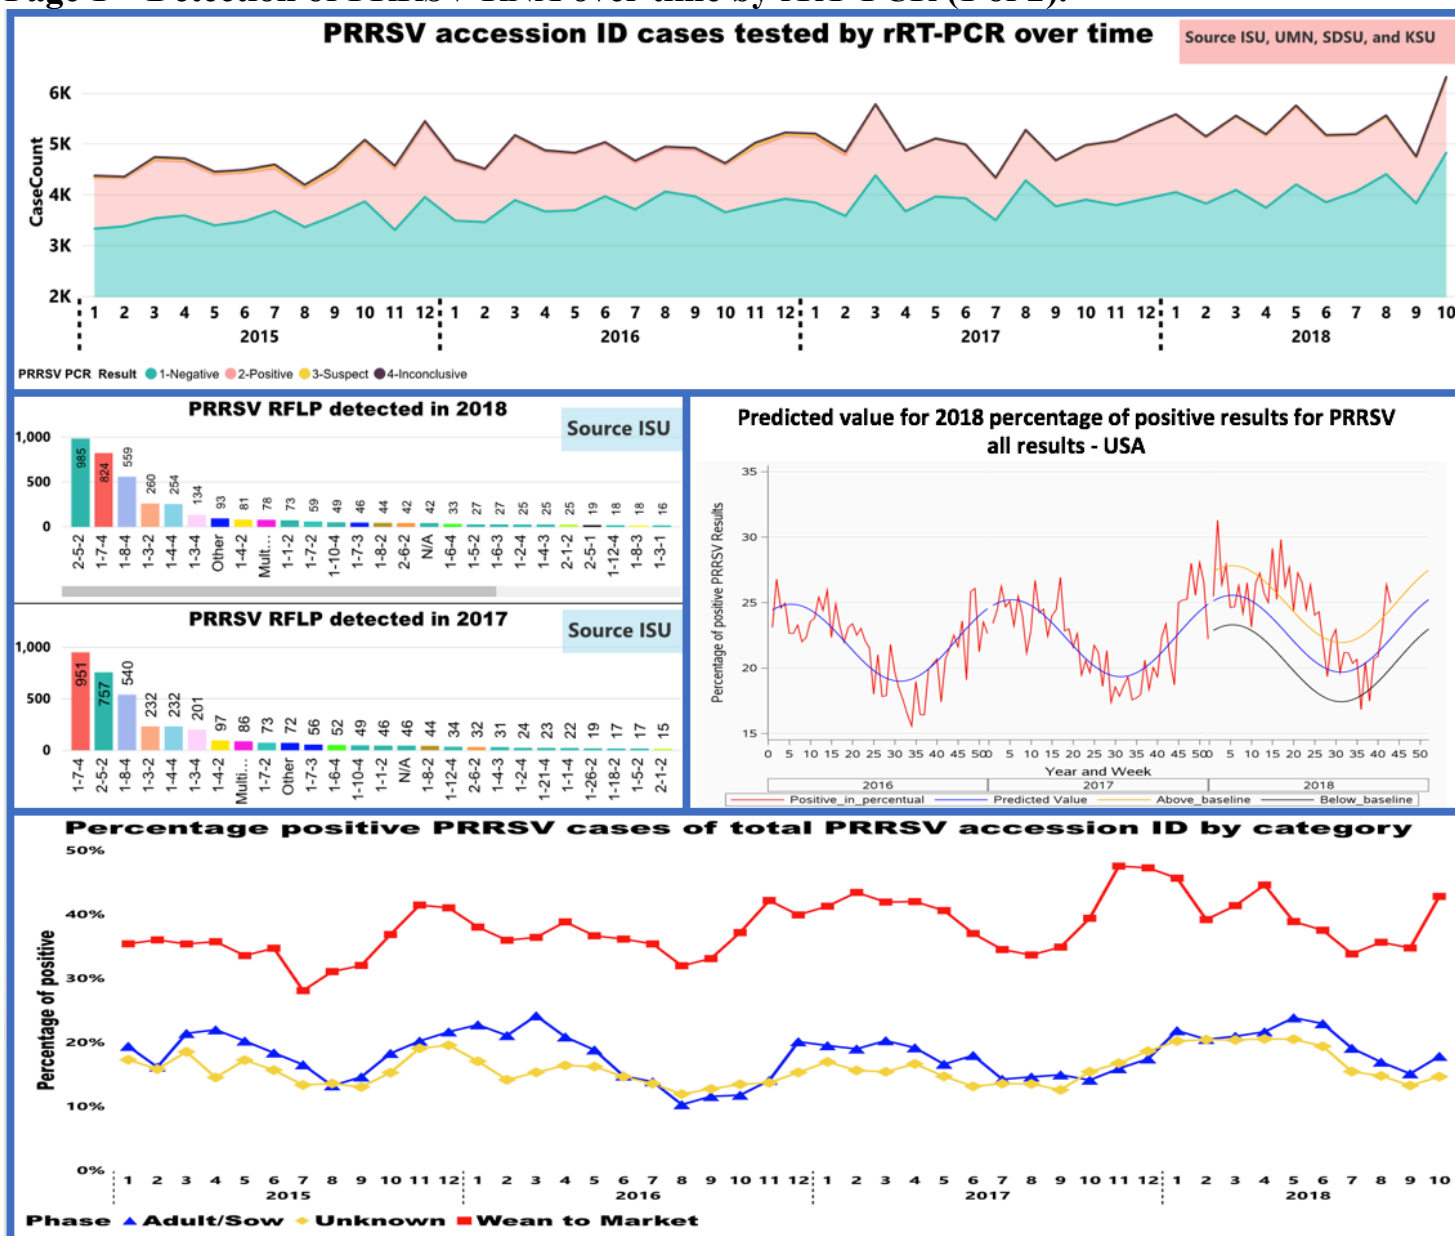 Page 1 – Detection of PRRSV RNA over time by rRT-PCR (1 of 2).
PRRSV accession ID cases tested by rRT-PCR over time
Source ISU, UMN, SDSU, and KSU
CaseCount
6K
5K
4K
3K
2K
1 2 3 4 5 6 7 8 9 10 11 12 1 2 3 4 5 6 7 8 9 10 11 12 1 2 3 4 5 6 7 8 9 10 11 12 1 2 3 4 5 6 7 8 9 10
2015 2016 2017 2018
PRRSV PCR Result 1-Negative 2-Positive 3-Suspect 4-Inconclusive
PRRSV RFLP detected in 2018
Source ISU
1,000
500
0
985 824 559 260 254 134 93 81 78 73 59 49 46 44 42 42 33 27 27 25 25 25 19 18 18 16
2-5-2 1-7-4 1-8-4 1-3-2 1-4-4 1-3-4 Other 1-4-2 Mult... 1-1-2 1-7-2 1-10-4 1-7-3 1-8-2 2-6-2 N/A 1-6-4 1-5-2 1-6-3 1-2-4 1-4-3 2-1-2 2-5-1 1-12-4 1-8-3 1-3-1
PRRSV RFLP detected in 2017
Source ISU
1,000
500
0
951 757 540 232 232 201 97 86 73 72 56 52 49 46 46 44 34 32 31 24 23 22 19 17 17 15
1-7-4 2-5-2 1-8-4 1-3-2 1-4-4 1-3-4 1-4-2 Multi... 1-7-2 Other 1-7-3 1-6-4 1-10-4 1-1-2 N/A 1-8-2 1-12-4 2-6-2 1-4-3 1-2-4 1-21-4 1-1-4 1-26-2 1-18-2 1-5-2 2-1-2
Predicted value for 2018 percentage of positive results for PRRSV
all results - USA
Percentage of positive PRRSV Results
35
30
25
20
15
0 5 10 15 20 25 30 35 40 45 50 0 5 10 15 20 25 30 35 40 45 50 0 5 10 15 20 25 30 35 40 45 50
Year and Week
2016 2017 2018
Positive_in_percentual Predicted Value Above_baseline Below_baseline
Percentage positive PRRSV cases of total PRRSV accession ID by category
Percentage of positive
50%
40%
30%
20%
10%
0%
1 2 3 4 5 6 7 8 9 10 11 12 1 2 3 4 5 6 7 8 9 10 11 12 1 2 3 4 5 6 7 8 9 10 11 12 1 2 3 4 5 6 7 8 9 10
2015 2016 2017 2018
Phase Adult/Sow Unknown Wean to Market